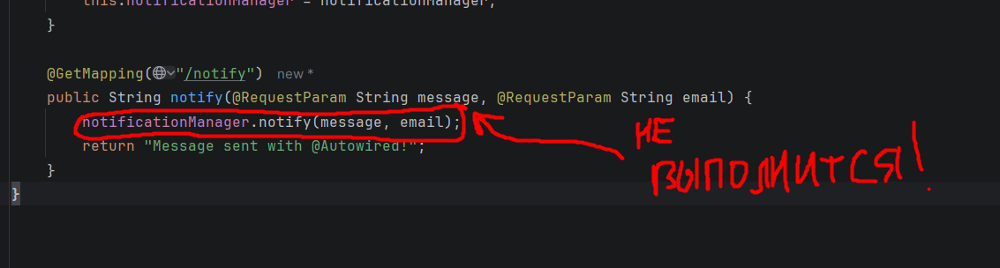 this.notificationManager = notificationManager;
}
@GetMapping("/notify") new *
public String notify(@RequestParam String message, @RequestParam String email) {
notificationManager.notify(message, email);
return "Message sent with @Autowired!";
}
}
НЕ
ВЫПОЛНИТСЯ!